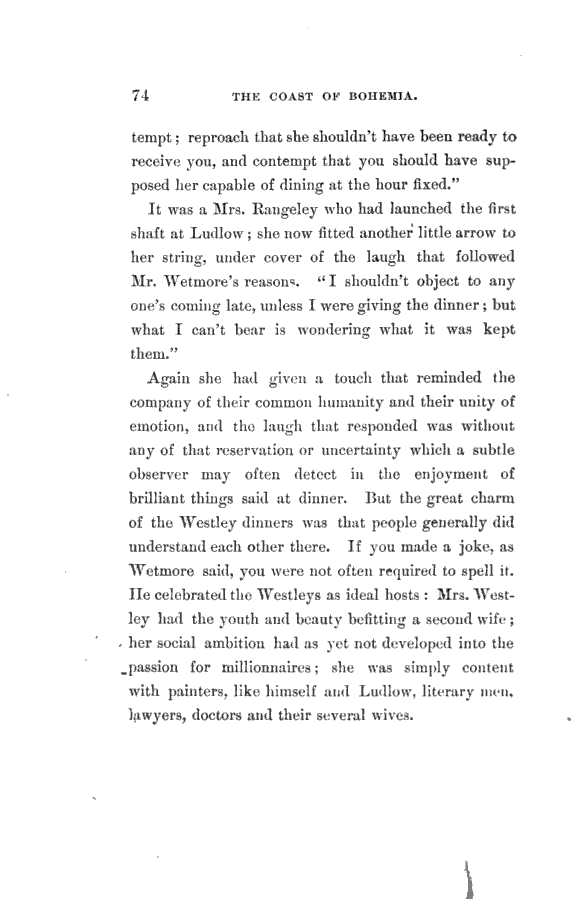 74 THE COAST OF BOHEMIA.
tempt; reproach that she shouldn't have been ready to
receive you, and contempt that you should have sup-
posed her capable of dining at the hour fixed."
It was a Mrs. Rangeley who had launched the first
shaft at Ludlow; she now fitted another little arrow to
her string, under cover of the laugh that followed
Mr. Wetmore's reasons. "I shouldn't object to any
one's coming late, unless I were giving the dinner; but
what I can't bear is wondering what it was kept
them."
Again she had given a touch that reminded the
company of their common humanity and their unity of
emotion, and the laugh that responded was without
any of that reservation or uncertainty which a subtle
observer may often detect in the enjoyment of
brilliant things said at dinner. But the great charm
of the Westley dinners was that people generally did
understand each other there. If you made a joke, as
Wetmore said, you were not often required to spell it.
He celebrated the Westleys as ideal hosts: Mrs. West-
ley had the youth and beauty befitting a second wife;
her social ambition had as yet not developed into the
passion for millionnaires; she was simply content
with painters, like himself and Ludlow, literary men,
lawyers, doctors and their several wives.